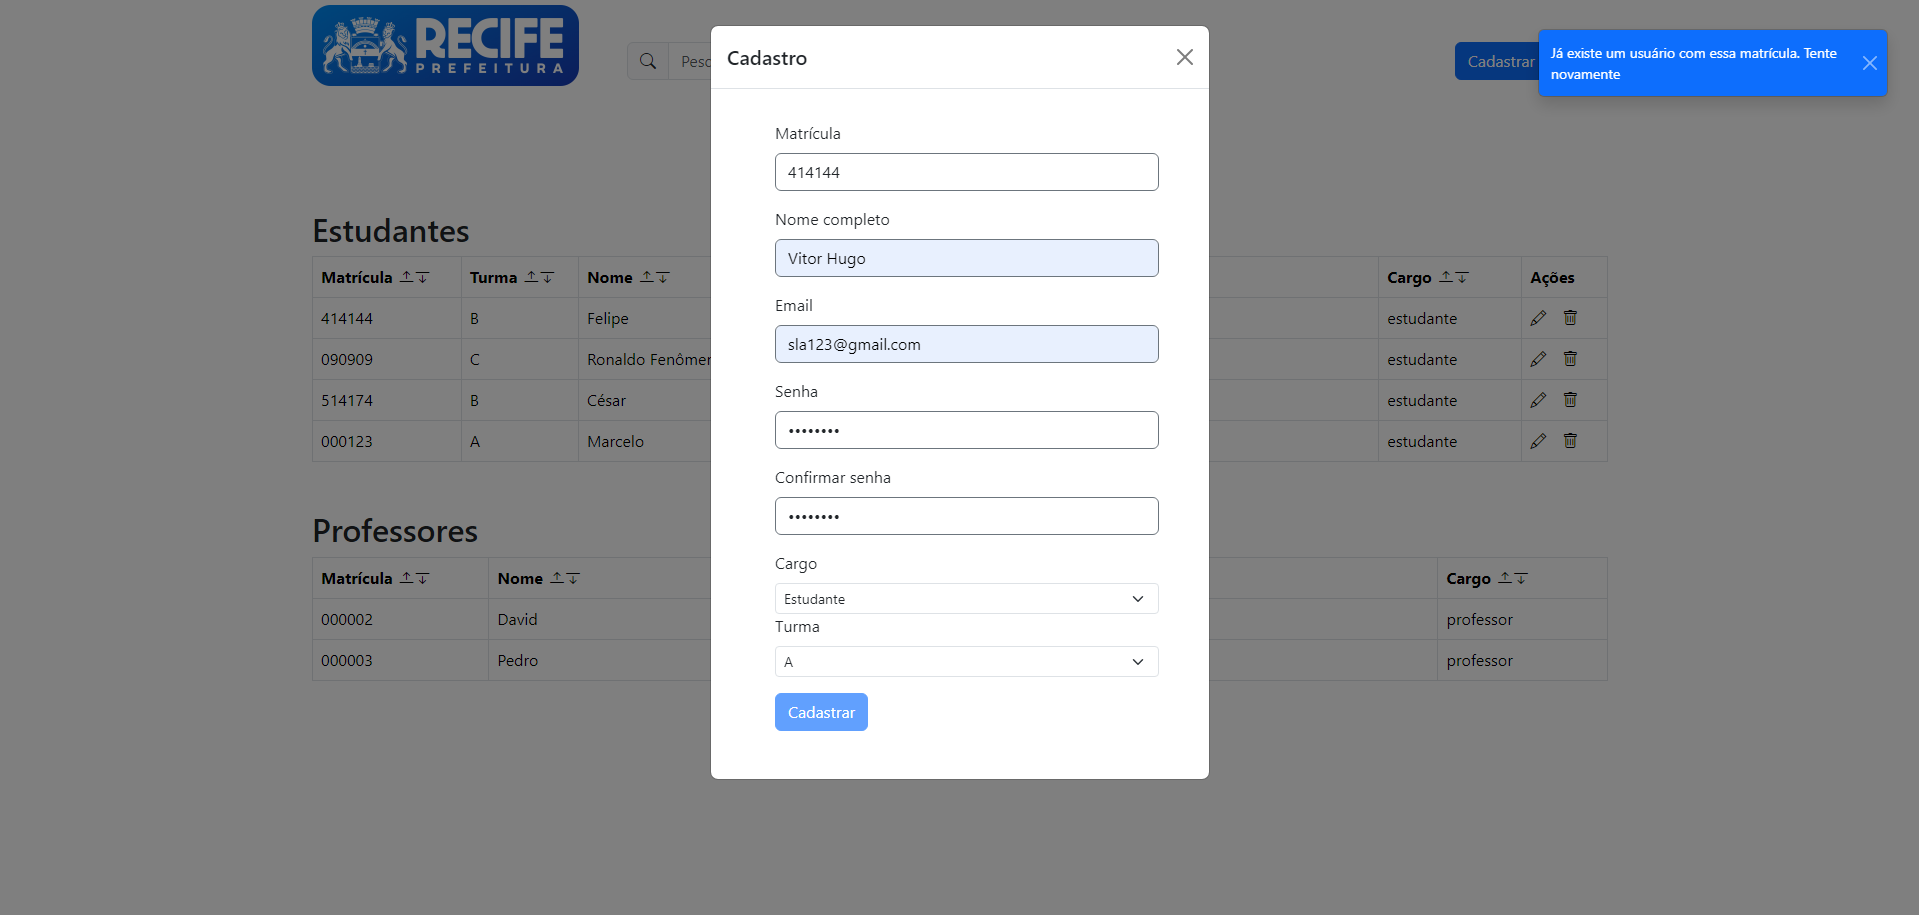 RECIFE
PREFEITURA
Cadastrar
Já existe um usuário com essa matrícula. Tente
novamente
Cadastro
Matrícula
414144
Nome completo
Vitor Hugo
Email
sla123@gmail.com
Senha
••••••••
Confirmar senha
••••••••
Cargo
Estudante
Turma
A
Cadastrar
Estudantes
Matrícula Turma Nome Cargo Ações
414144 B Felipe estudante
090909 C Ronaldo estudante
514174 B César estudante
000123 A Marcelo estudante
Professores
Matrícula Nome Cargo
000002 David professor
000003 Pedro professor